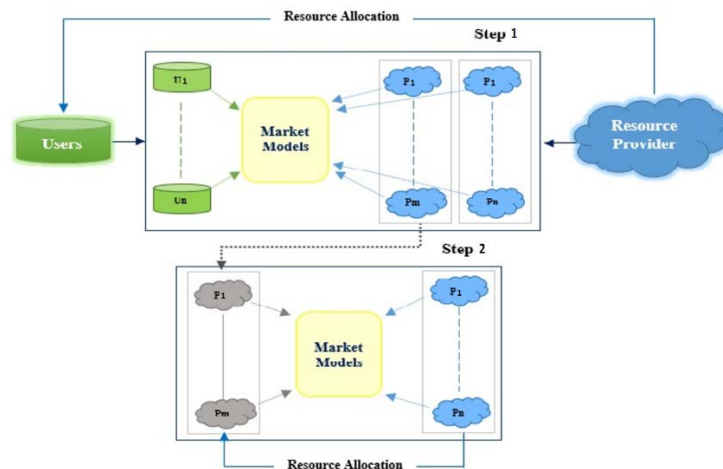 Resource Allocation
Step 1
U1
P1
P1
Users
Market
Models
Resource
Provider
Un
Pm
Pn
Step 2
P1
P1
Market
Models
Pm
Pn
Resource Allocation